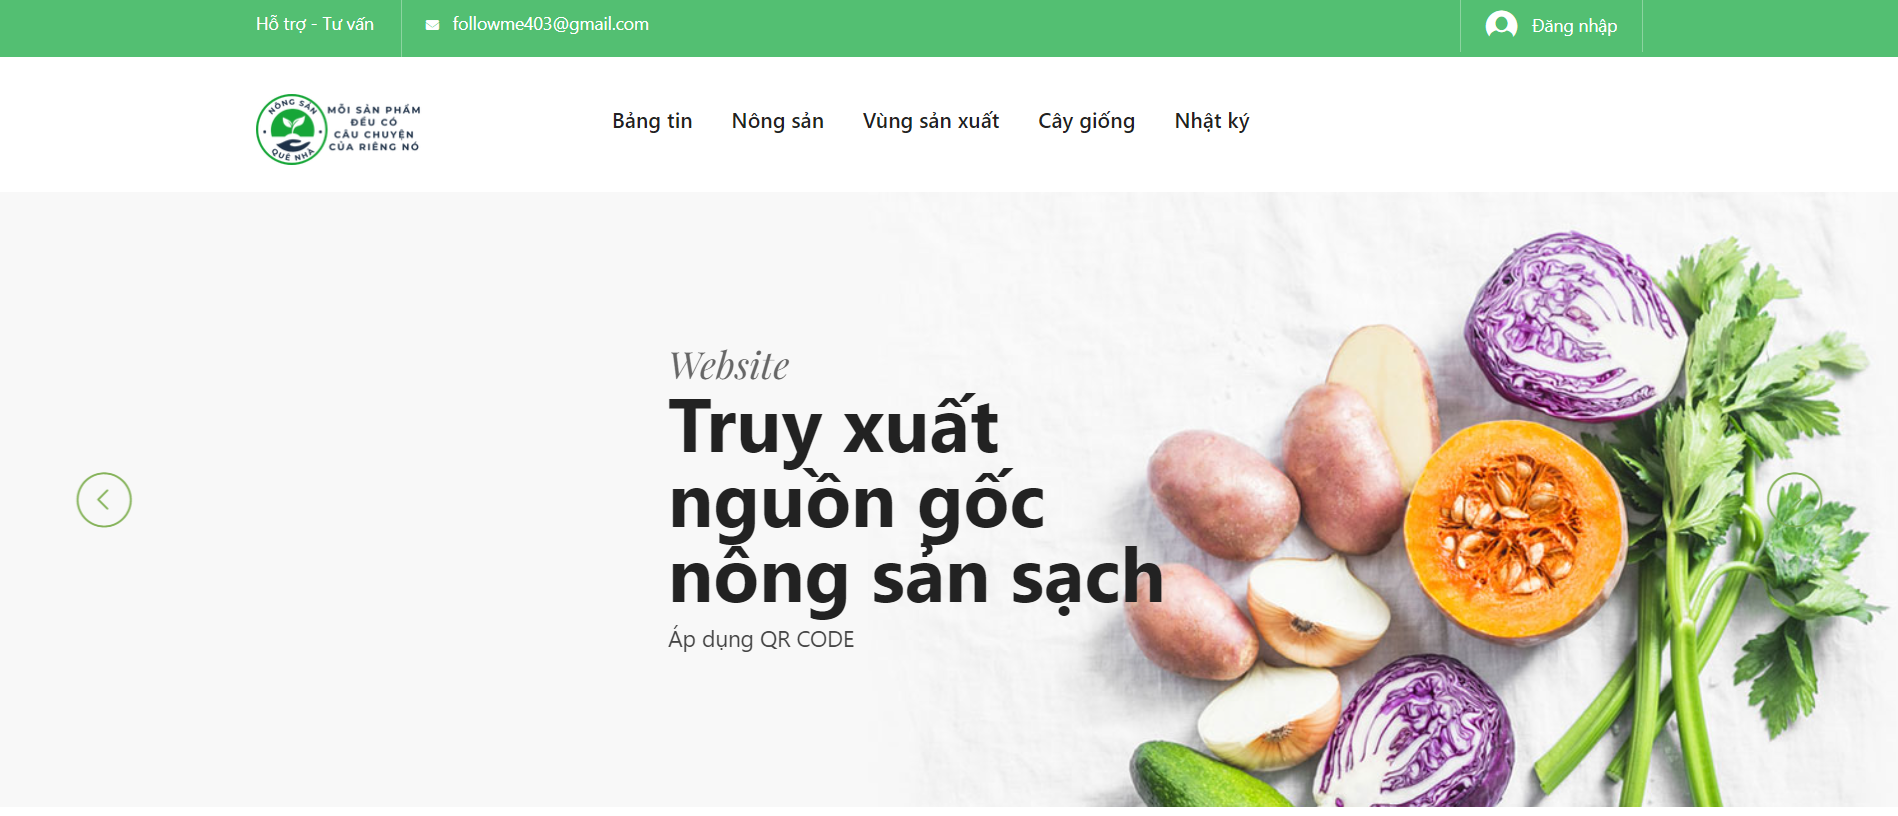 Hỗ trợ - Tư vấn
followme403@gmail.com
Đăng nhập
NÔNG SẢN
QUÊ NHÀ
MỖI SẢN PHẨM
ĐỀU CÓ
CÂU CHUYỆN
CỦA RIÊNG NÓ
Bảng tin
Nông sản
Vùng sản xuất
Cây giống
Nhật ký
Website
Truy xuất
nguồn gốc
nông sản sạch
Áp dụng QR CODE